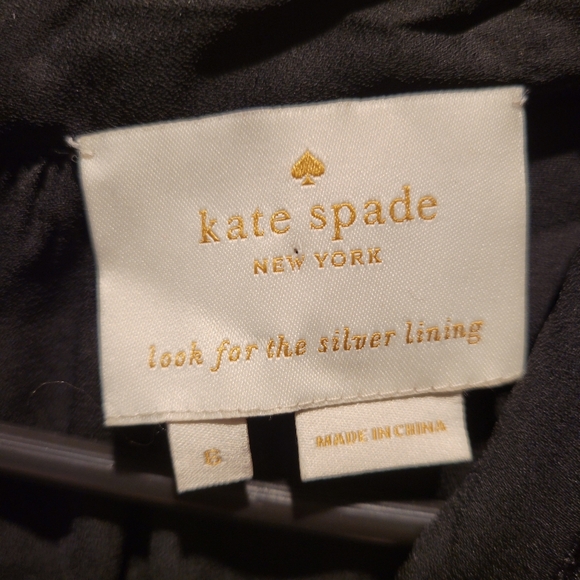 kate spade
NEW YORK
look for the silver lining
6
MADE IN CHINA